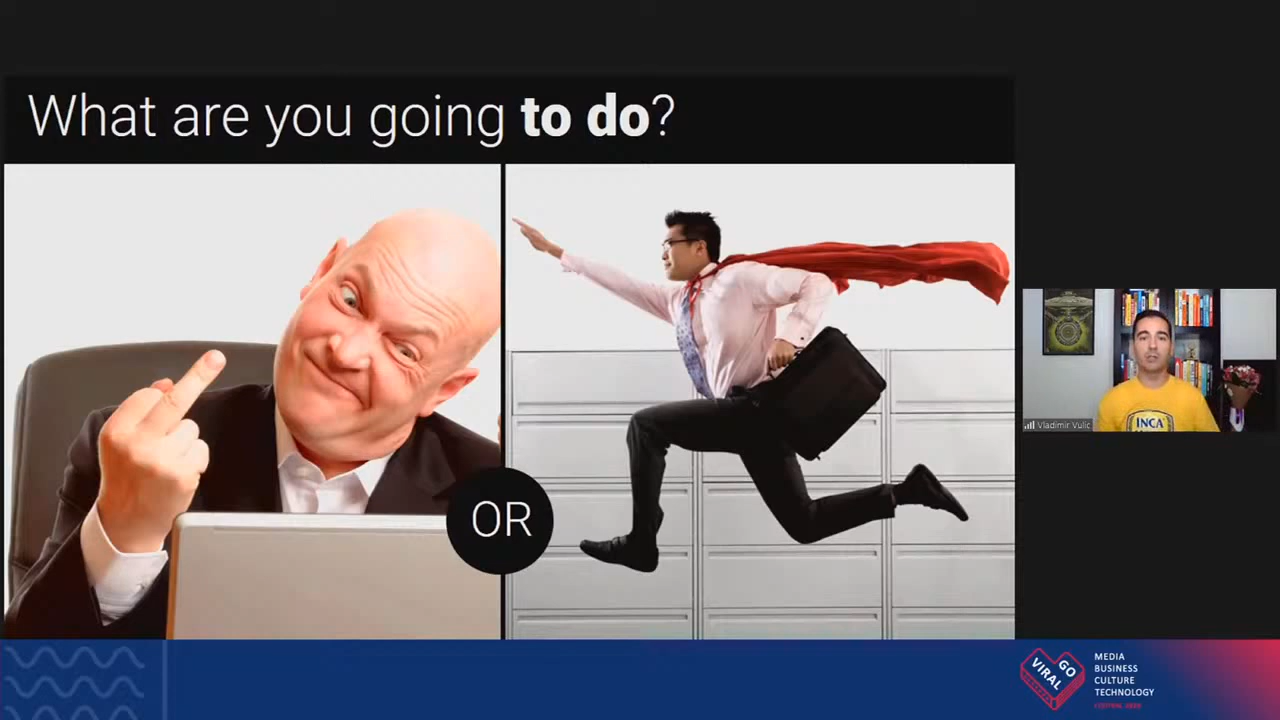 What are you going to do?
OR
Vladimir Vulic
INCA
GO
VIRAL
MEDIA
BUSINESS
CULTURE
TECHNOLOGY